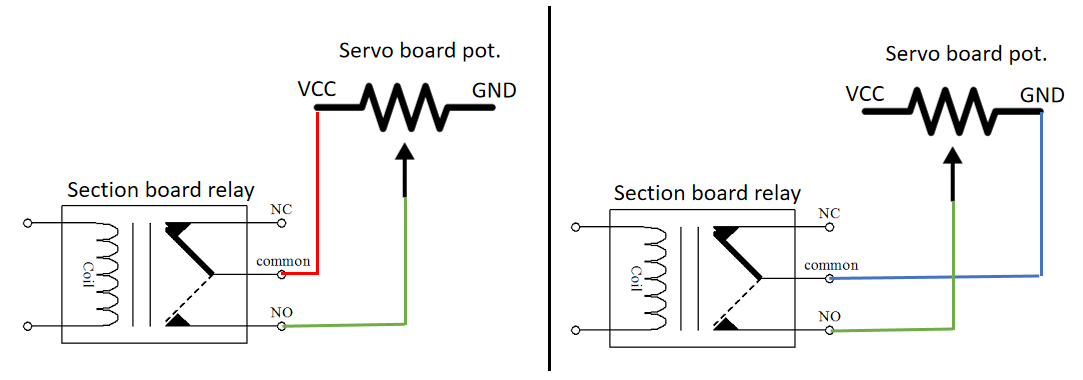 Servo board pot.
VCC
GND
Section board relay
NC
common
Coil
NO
Servo board pot.
VCC
GND
Section board relay
NC
common
Coil
NO